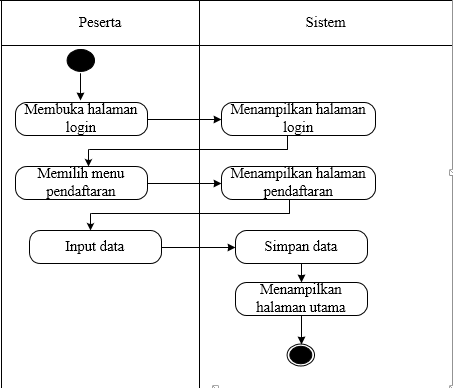 Peserta
Sistem
Membuka halaman
login
Menampilkan halaman
login
Memilih menu
pendaftaran
Menampilkan halaman
pendaftaran
Input data
Simpan data
Menampilkan
halaman utama